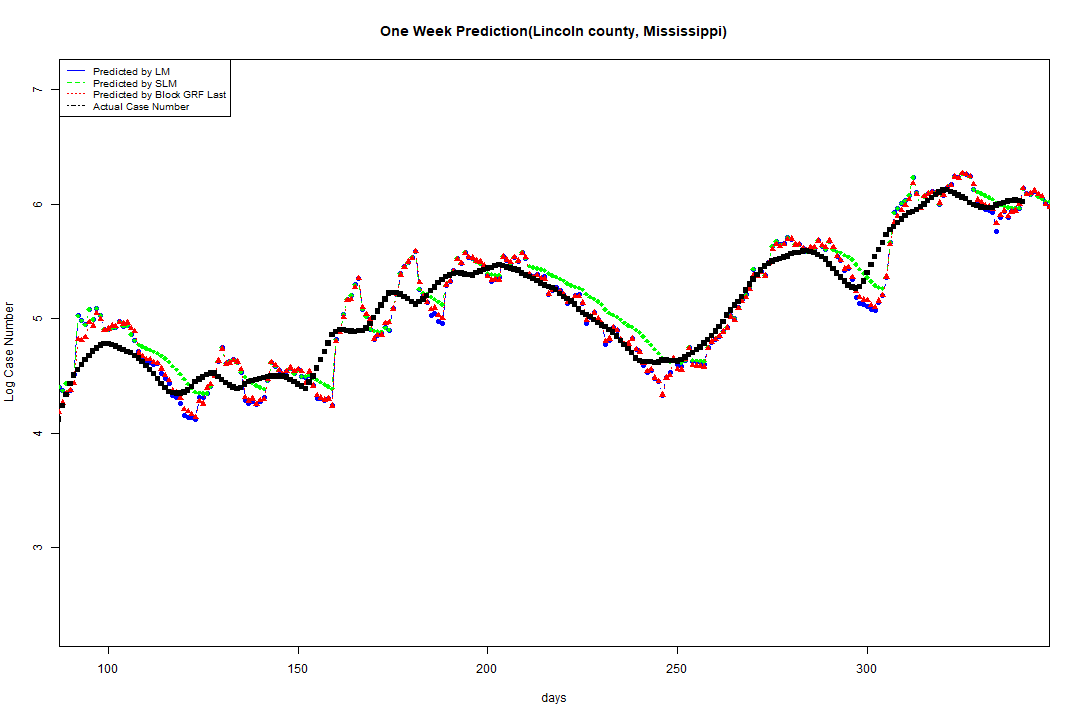 One Week Prediction(Lincoln county, Mississippi)
Predicted by LM
Predicted by SLM
Predicted by Block GRF Last
Actual Case Number
7
6
5
4
3
Log Case Number
100 150 200 250 300
days